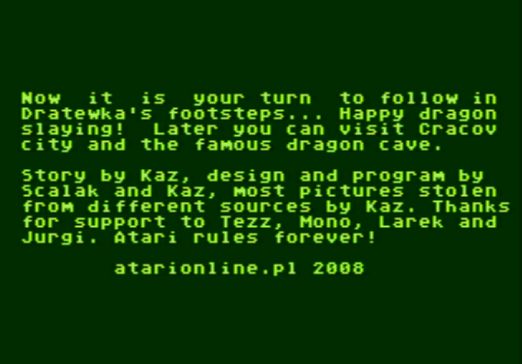 Now  it  is  your turn  to follow in
Dratewka's footsteps... Happy dragon
slaying!  Later you can visit Cracov
city and the famous dragon cave.
Story by Kaz, design and program by
Scalak and Kaz, most pictures stolen
from different sources by Kaz. Thanks
for support to Tezz, Mono, Larek and
Jurgi. Atari rules forever!
atarionline.pl 2008